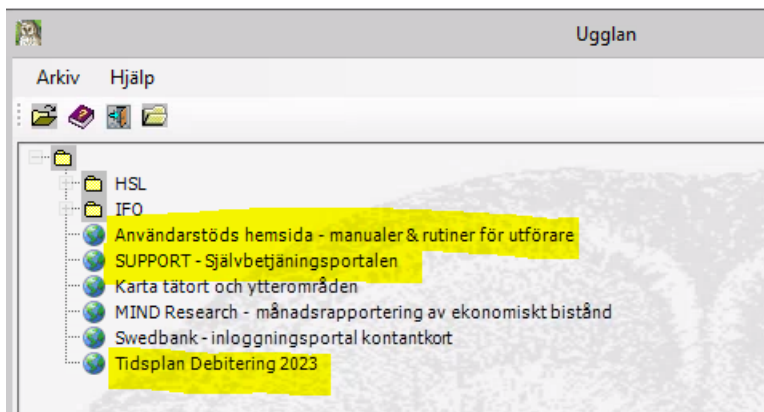 Ugglan
Arkiv Hjälp
HSL
IFO
Användarstöds hemsida - manualer & rutiner för utförare
SUPPORT - Självbetjäningsportalen
Karta tätort och ytterområden
MIND Research - månadsrapportering av ekonomiskt bistånd
Swedbank - inloggningsportal kontantkort
Tidsplan Debitering 2023